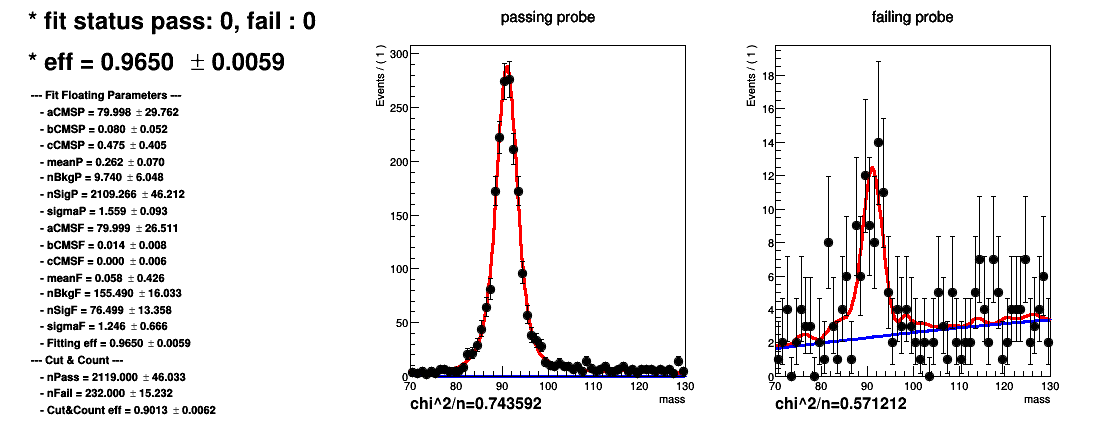 * fit status pass: 0, fail : 0
* eff = 0.9650 ± 0.0059
--- Fit Floating Parameters ---
- aCMSP = 79.998 ± 29.762
- bCMSP = 0.080 ± 0.052
- cCMSP = 0.475 ± 0.405
- meanP = 0.262 ± 0.070
- nBkgP = 9.740 ± 6.048
- nSigP = 2109.266 ± 46.212
- sigmaP = 1.559 ± 0.093
- aCMSF = 79.999 ± 26.511
- bCMSF = 0.014 ± 0.008
- cCMSF = 0.000 ± 0.006
- meanF = 0.058 ± 0.426
- nBkgF = 155.490 ± 16.033
- nSigF = 76.499 ± 13.358
- sigmaF = 1.246 ± 0.666
- Fitting eff = 0.9650 ± 0.0059
--- Cut & Count ---
- nPass = 2119.000 ± 46.033
- nFail = 232.000 ± 15.232
- Cut&Count eff = 0.9013 ± 0.0062
passing probe
Events / ( 1 )
300
250
200
150
100
50
0
70 80 90 100 110 120 130
mass
chi^2/n=0.743592
failing probe
Events / ( 1 )
18
16
14
12
10
8
6
4
2
0
70 80 90 100 110 120 130
mass
chi^2/n=0.571212